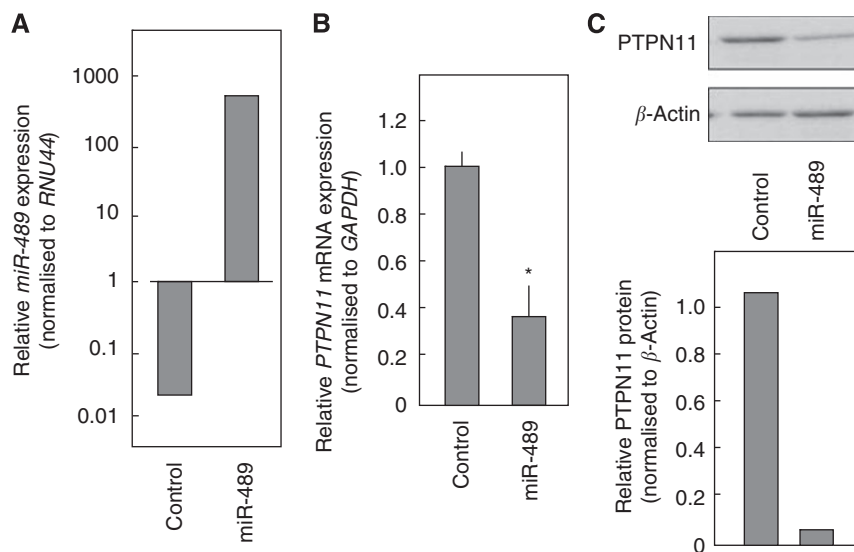 A
Relative miR-489 expression
(normalised to RNU44)
1000
100
10
1
0.1
0.01
Control
miR-489
B
Relative PTPN11 mRNA expression
(normalised to GAPDH)
1.2
1.0
0.8
0.6
0.4
0.2
0
*
Control
miR-489
C
PTPN11
β-Actin
Control
miR-489
Relative PTPN11 protein
(normalised to β-Actin)
1.0
0.8
0.6
0.4
0.2
0